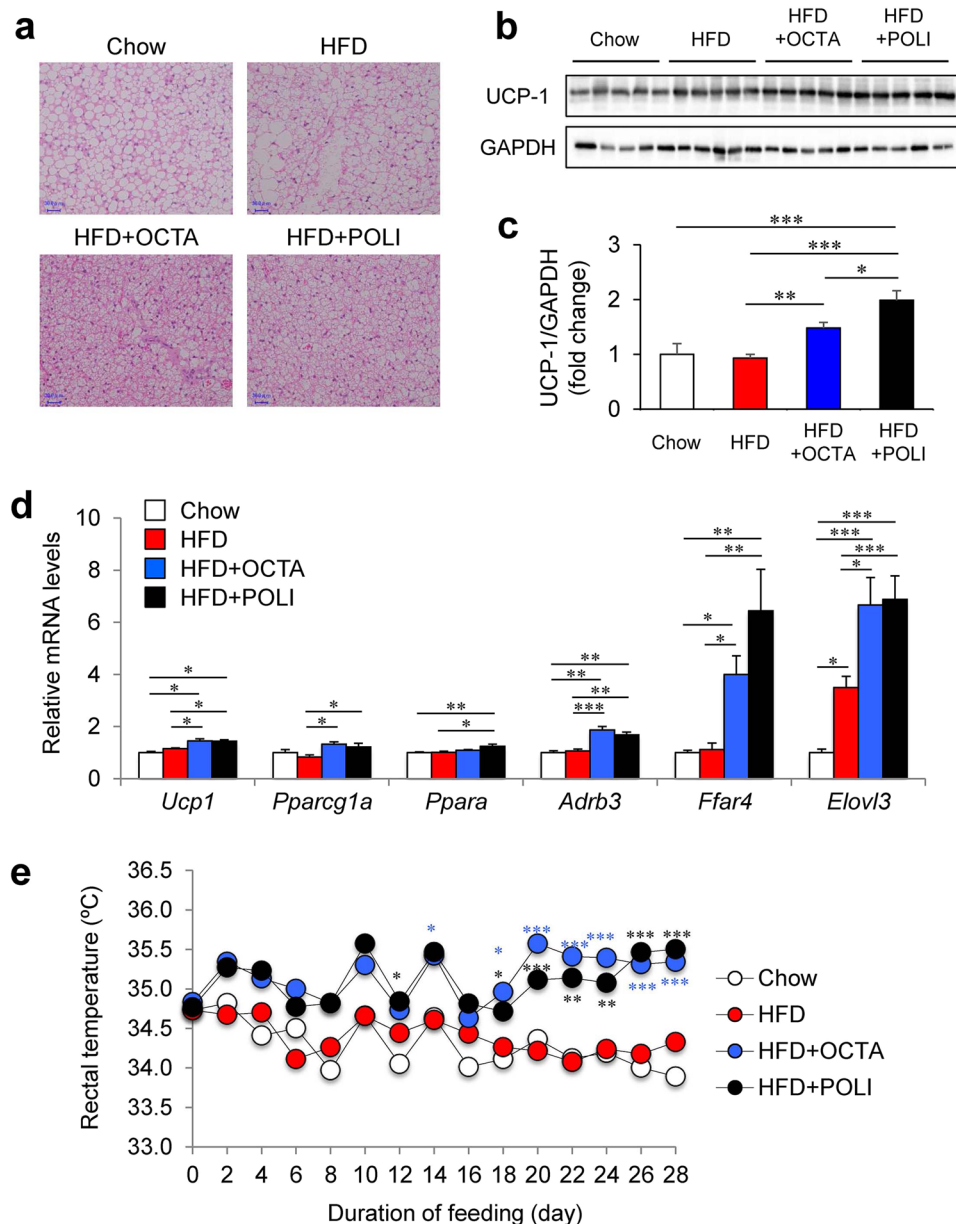 a
Chow
HFD
HFD+OCTA
HFD+POLI
b
Chow
HFD
HFD
+OCTA
HFD
+POLI
UCP-1
GAPDH
c
UCP-1/GAPDH
(fold change)
3
2
1
0
***
***
*
**
Chow
HFD
HFD
+OCTA
HFD
+POLI
d
Chow
HFD
HFD+OCTA
HFD+POLI
Relative mRNA levels
10
8
6
4
2
0
*
*
*
*
*
*
**
*
**
**
**
***
**
**
*
*
***
***
***
*
*
Ucp1
Pparcg1a
Ppara
Adrb3
Ffar4
Elovl3
e
Rectal temperature (ºC)
36.5
36.0
35.5
35.0
34.5
34.0
33.5
33.0
*
*
*
*
***
***
***
**
***
**
***
***
***
***
Chow
HFD
HFD+OCTA
HFD+POLI
0 2 4 6 8 10 12 14 16 18 20 22 24 26 28
Duration of feeding (day)